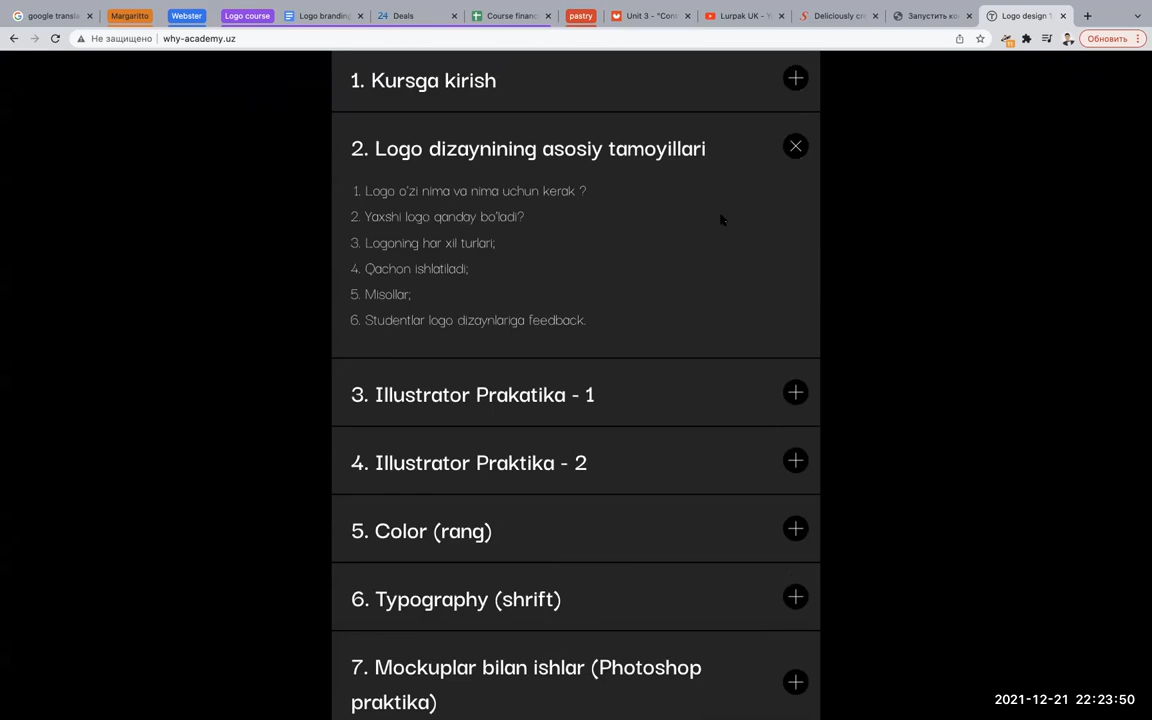 google transla
Margaritto
Webster
Logo course
Logo branding
24 Deals
Course financ
pastry
Unit 3 - "Con
Lurpak UK - Y
Deliciously cr
Запустить ко
Logo design 1
Не защищено | why-academy.uz
Обновить
1. Kursga kirish
2. Logo dizaynining asosiy tamoyillari
1. Logo o'zi nima va nima uchun kerak ?
2. Yaxshi logo qanday bo'ladi?
3. Logoning har xil turlari;
4. Qachon ishlatiladi;
5. Misollar;
6. Studentlar logo dizaynlariga feedback.
3. Illustrator Prakatika - 1
4. Illustrator Praktika - 2
5. Color (rang)
6. Typography (shrift)
7. Mockuplar bilan ishlar (Photoshop
praktika)
2021-12-21 22:23:50